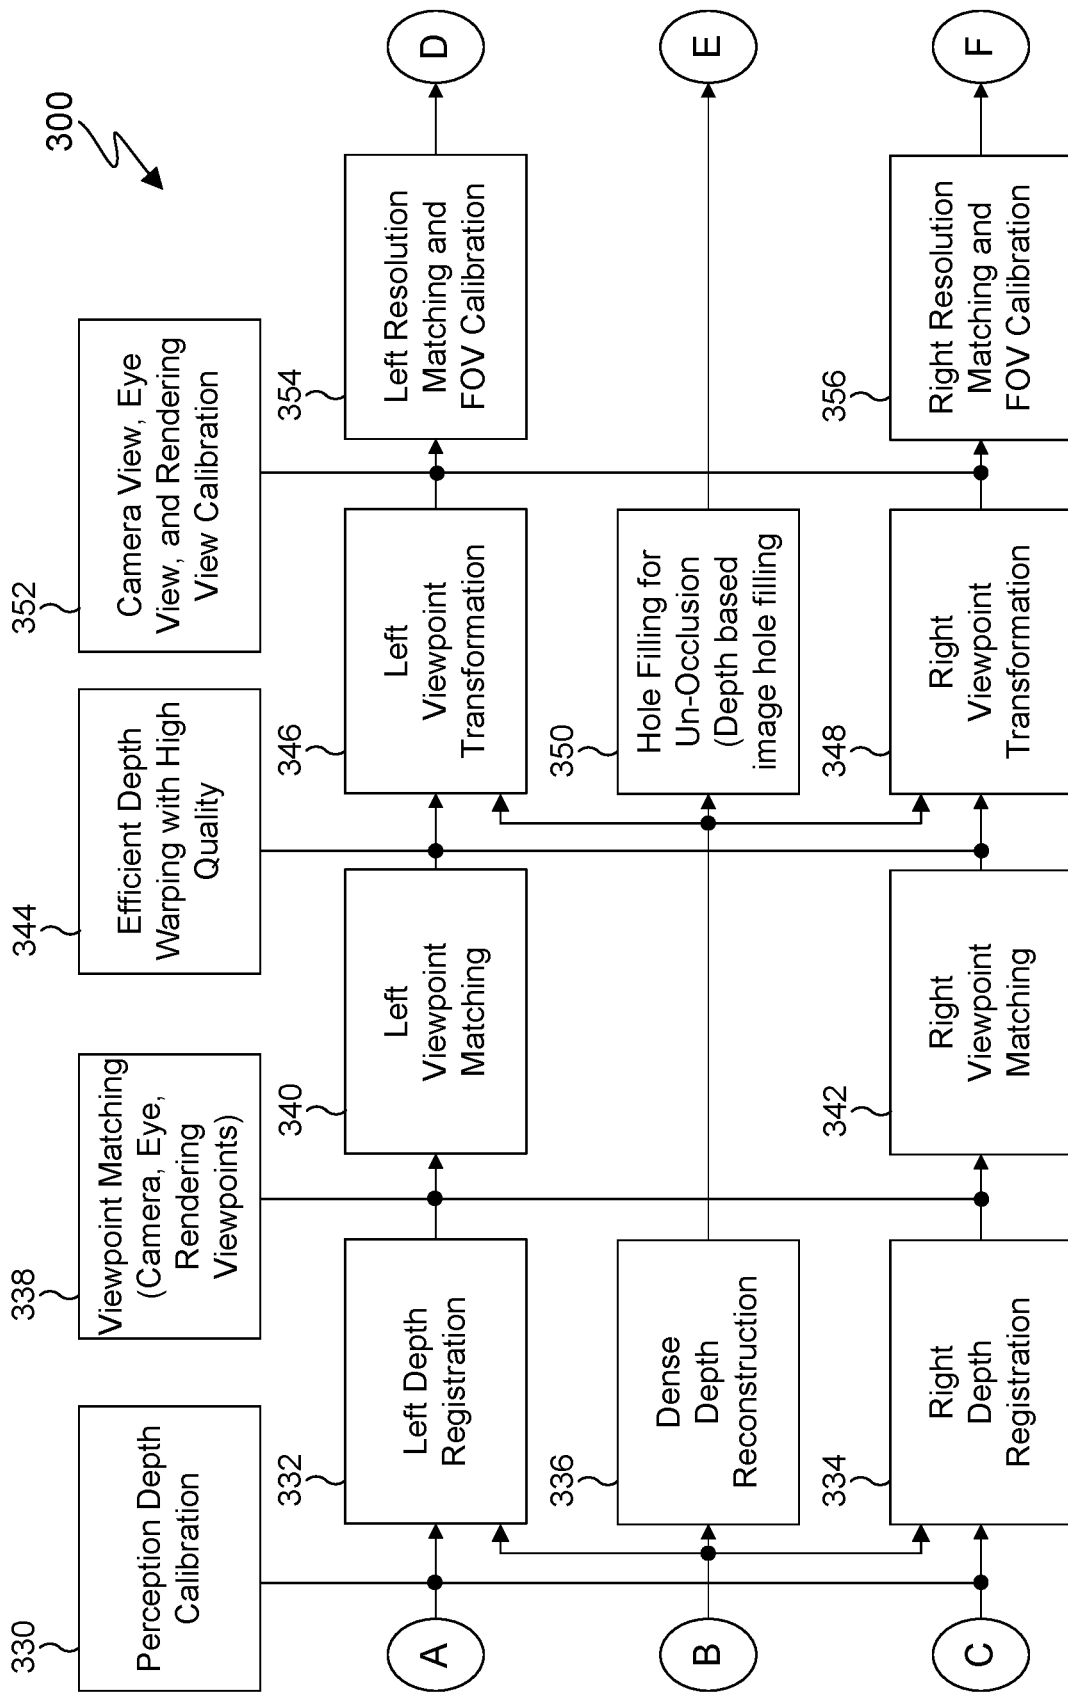 300
330
Perception Depth
Calibration
338
Viewpoint Matching
(Camera, Eye,
Rendering
Viewpoints)
344
Efficient Depth
Warping with High
Quality
352
Camera View, Eye
View, and Rendering
View Calibration
A
332
Left Depth
Registration
340
Left
Viewpoint
Matching
346
Left
Viewpoint
Transformation
354
Left Resolution
Matching and
FOV Calibration
D
B
336
Dense
Depth
Reconstruction
350
Hole Filling for
Un-Occlusion
(Depth based
image hole filling
E
C
334
Right
Depth
Registration
342
Right
Viewpoint
Matching
348
Right
Viewpoint
Transformation
356
Right Resolution
Matching and
FOV Calibration
F